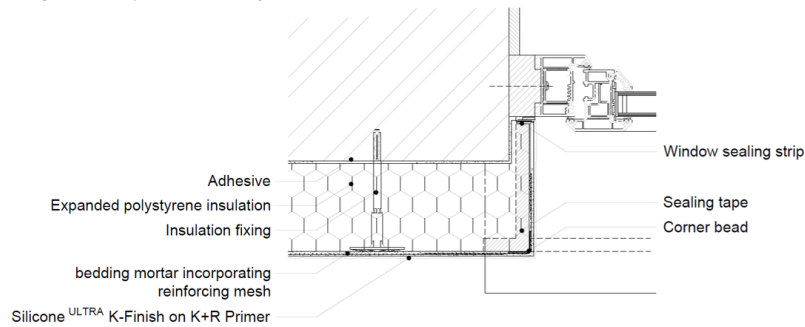 Adhesive
Expanded polystyrene insulation
Insulation fixing
bedding mortar incorporating
reinforcing mesh
Silicone ULTRA K-Finish on K+R Primer
Window sealing strip
Sealing tape
Corner bead